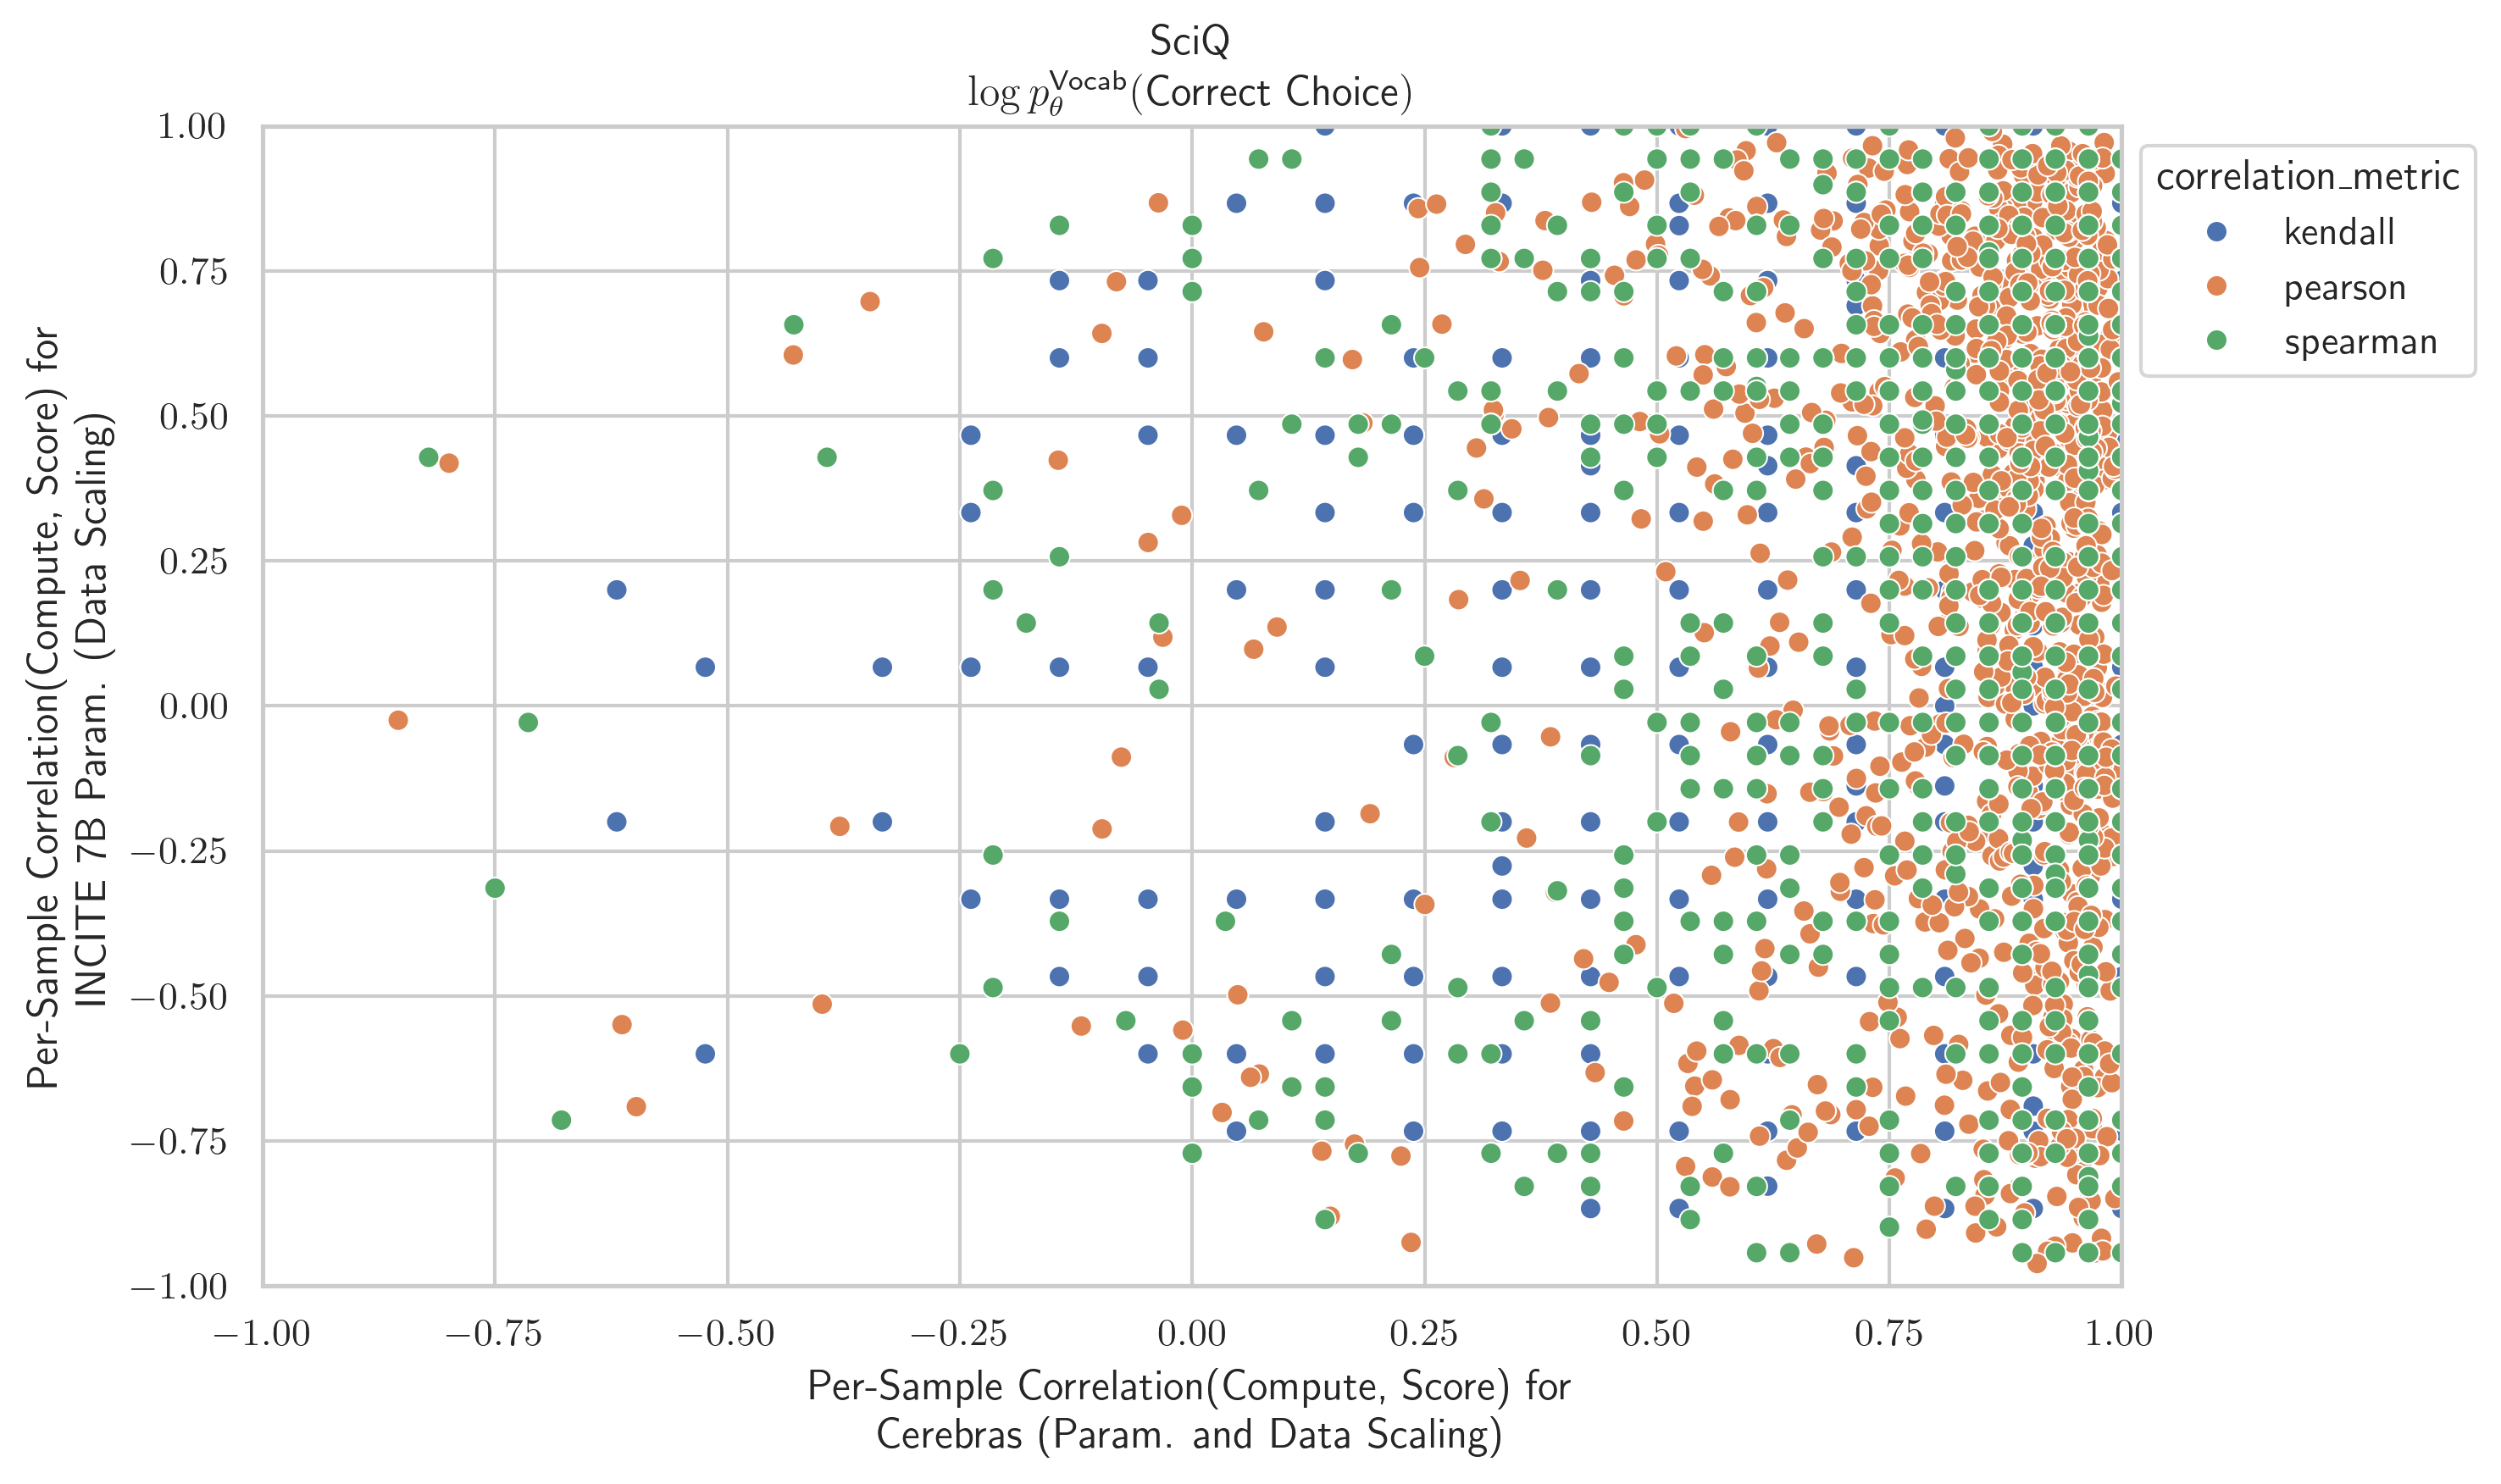 SciQ
log p_θ^Vocab(Correct Choice)
Per-Sample Correlation(Compute, Score) for
INCITE 7B Param. (Data Scaling)
1.00
0.75
0.50
0.25
0.00
−0.25
−0.50
−0.75
−1.00
−1.00 −0.75 −0.50 −0.25 0.00 0.25 0.50 0.75 1.00
Per-Sample Correlation(Compute, Score) for
Cerebras (Param. and Data Scaling)
correlation_metric
kendall
pearson
spearman